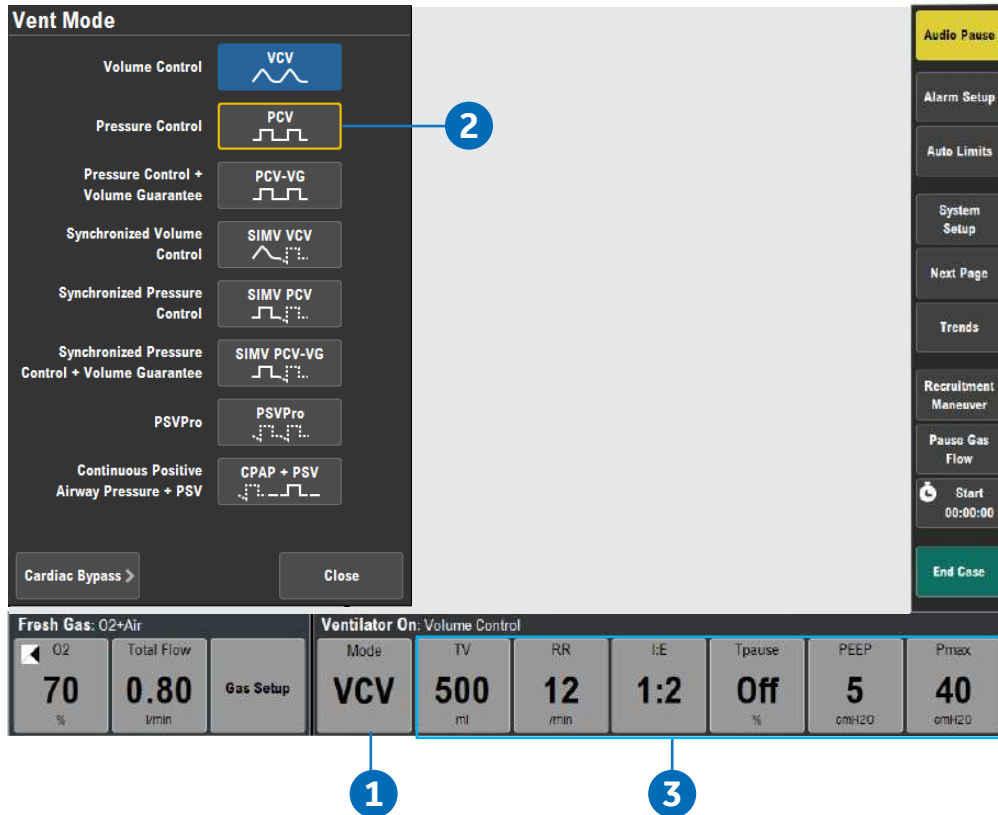 Vent Mode
Volume Control
VCV
Pressure Control
PCV
2
Pressure Control +
Volume Guarantee
PCV-VG
Synchronized Volume
Control
SIMV VCV
Synchronized Pressure
Control
SIMV PCV
Synchronized Pressure
Control + Volume Guarantee
SIMV PCV-VG
PSVPro
PSVPro
Continuous Positive
Airway Pressure + PSV
CPAP + PSV
Cardiac Bypass >
Close
Audio Pause
Alarm Setup
Auto Limits
System
Setup
Next Page
Trends
Recruitment
Maneuver
Pause Gas
Flow
Start
00:00:00
End Case
Fresh Gas: O2+Air
O2
70
%
Total Flow
0.80
l/min
Gas Setup
Ventilator On: Volume Control
Mode
VCV
TV
500
ml
RR
12
/min
I:E
1:2
Tpause
Off
%
PEEP
5
cmH2O
Pmax
40
cmH2O
1
3